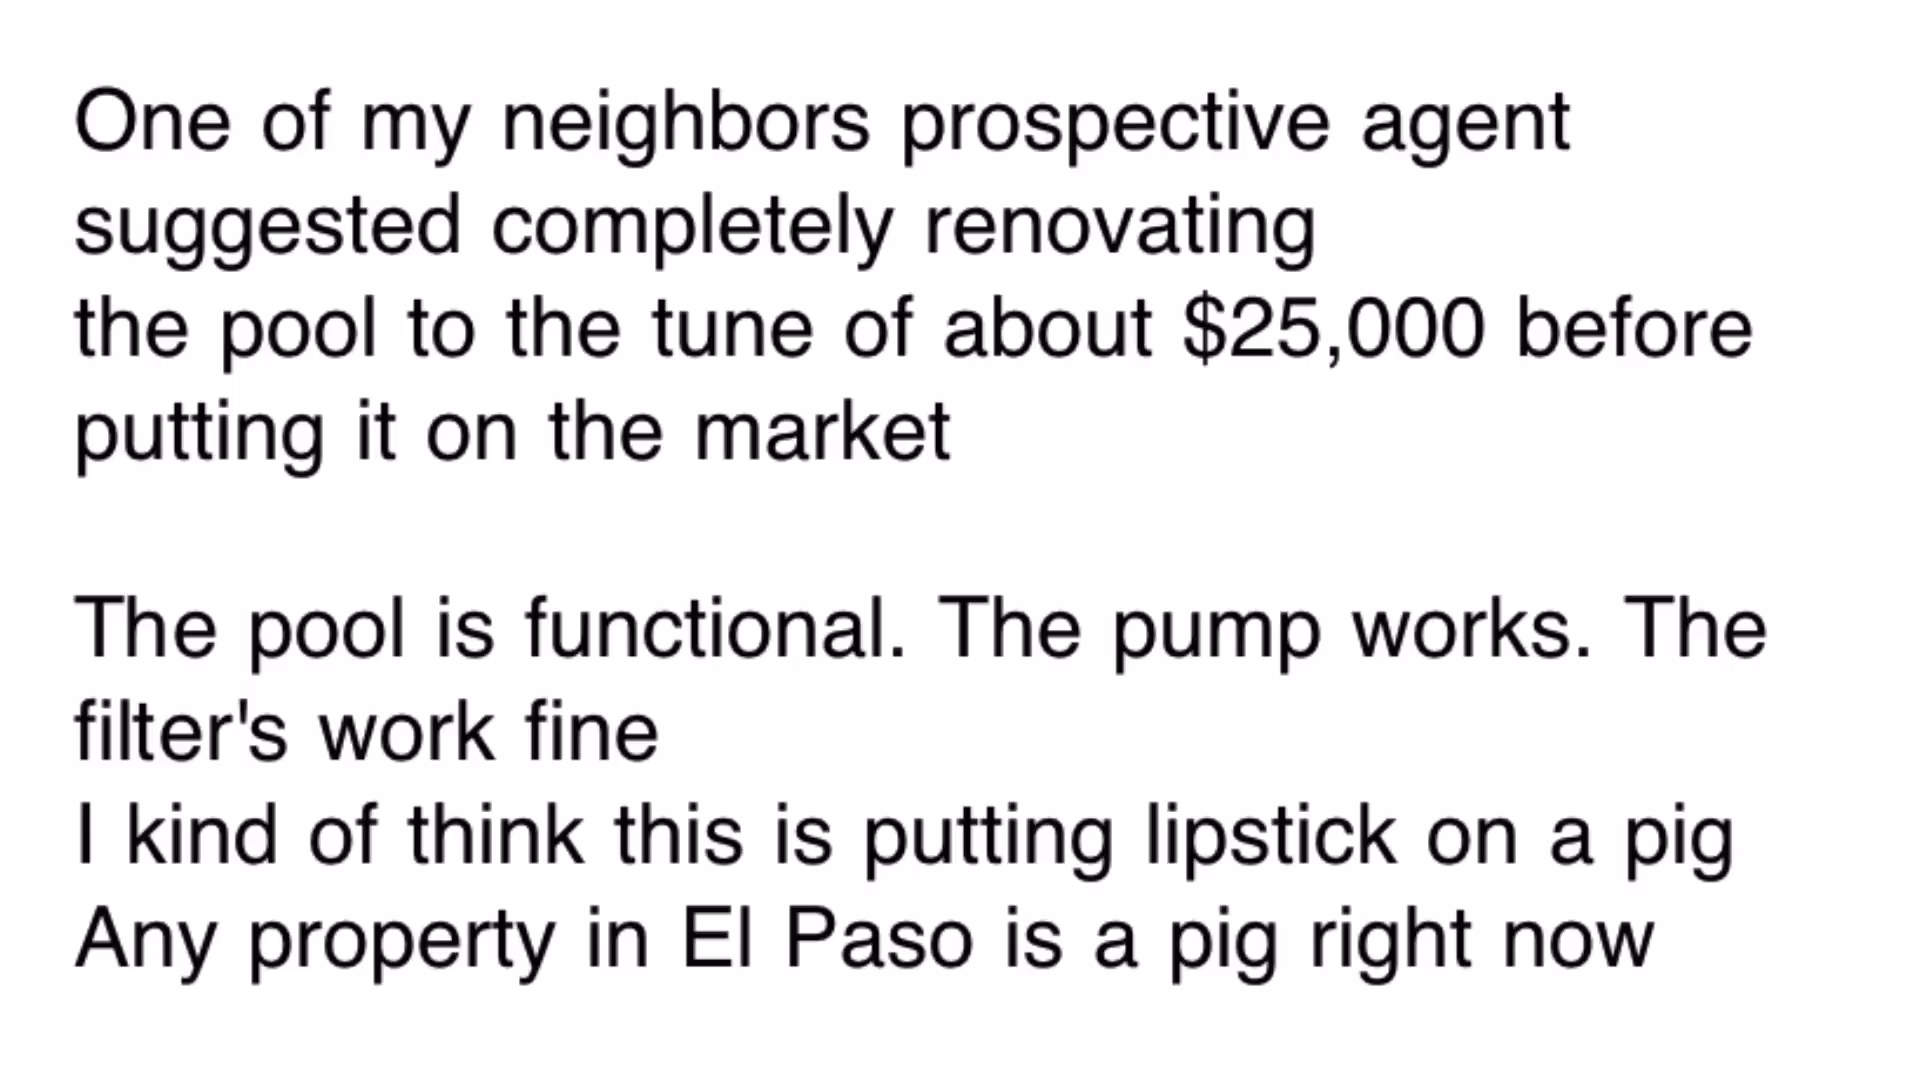 One of my neighbors prospective agent
suggested completely renovating
the pool to the tune of about $25,000 before
putting it on the market
The pool is functional. The pump works. The
filter's work fine
I kind of think this is putting lipstick on a pig
Any property in El Paso is a pig right now